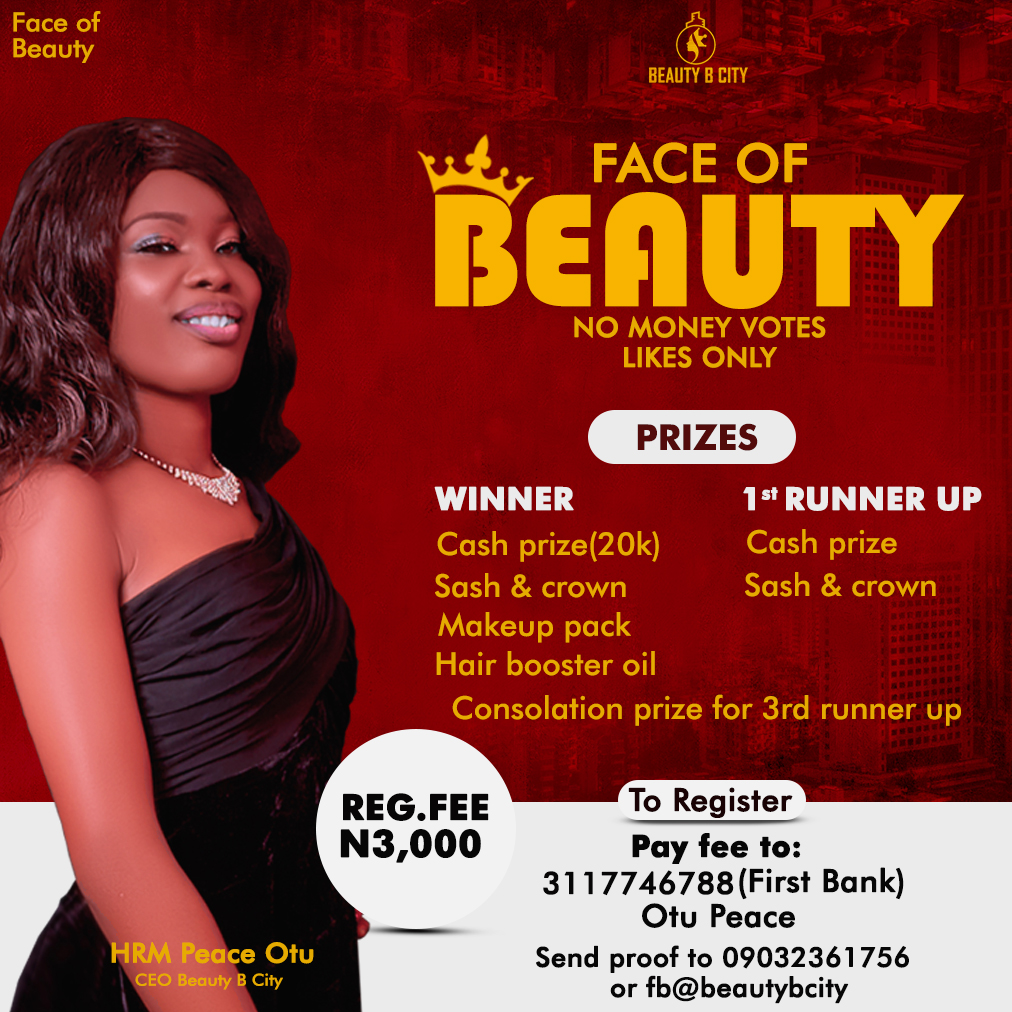 Face of
Beauty
BEAUTY B CITY
FACE OF
BEAUTY
NO MONEY VOTES
LIKES ONLY
PRIZES
WINNER
Cash prize(20k)
Sash & crown
Makeup pack
Hair booster oil
1st RUNNER UP
Cash prize
Sash & crown
Consolation prize for 3rd runner up
REG.FEE
N3,000
To Register
Pay fee to:
3117746788(First Bank)
Otu Peace
Send proof to 09032361756
or fb@beautybcity
HRM Peace Otu
CEO Beauty B City